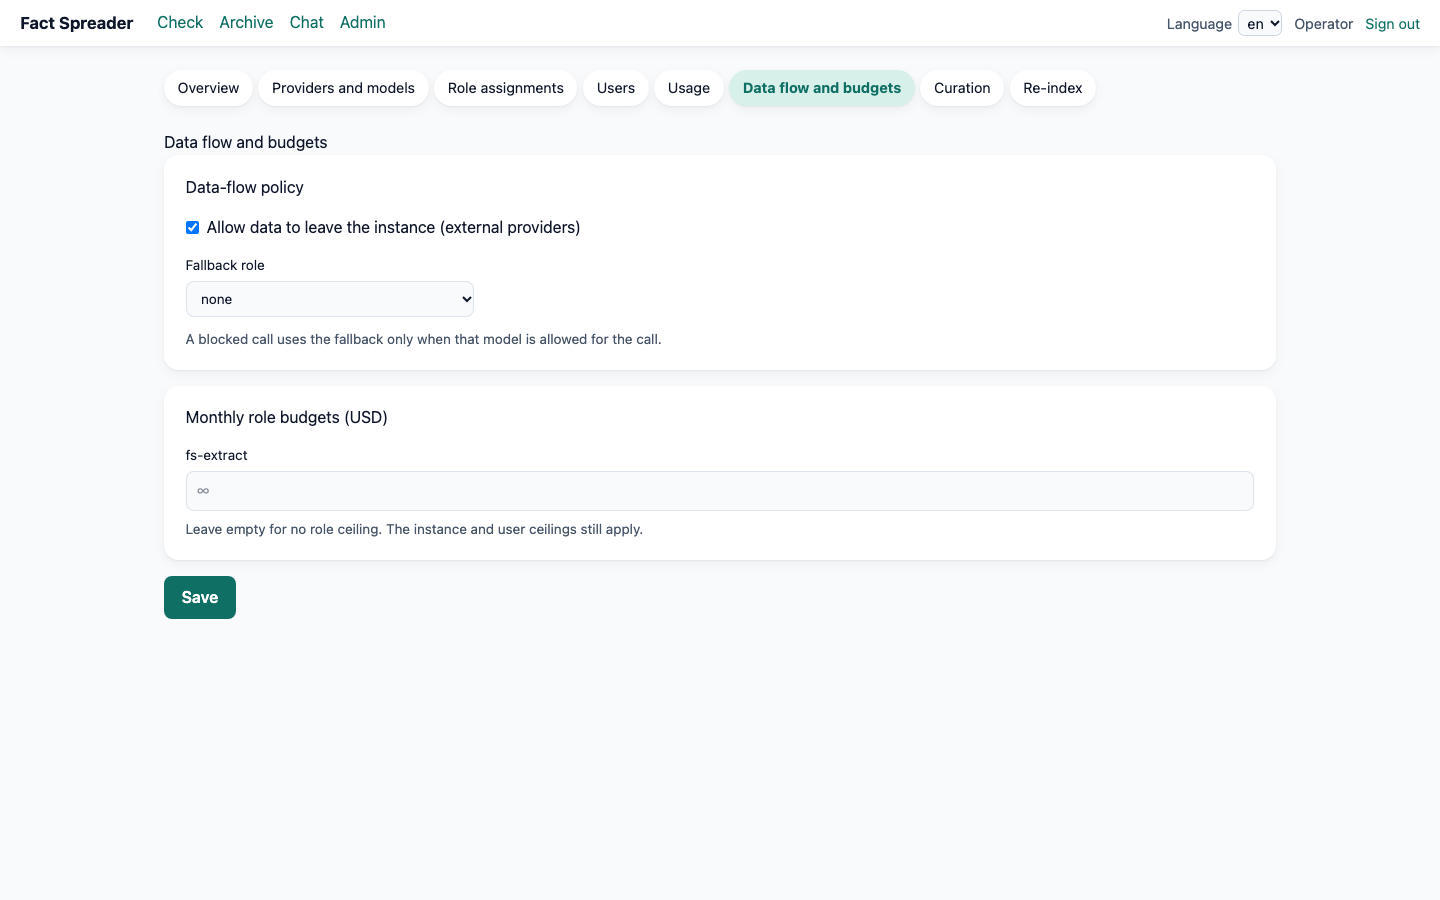 Fact Spreader
Check
Archive
Chat
Admin
Language
en
Operator
Sign out
Overview
Providers and models
Role assignments
Users
Usage
Data flow and budgets
Curation
Re-index
Data flow and budgets
Data-flow policy
Allow data to leave the instance (external providers)
Fallback role
none
A blocked call uses the fallback only when that model is allowed for the call.
Monthly role budgets (USD)
fs-extract
∞
Leave empty for no role ceiling. The instance and user ceilings still apply.
Save